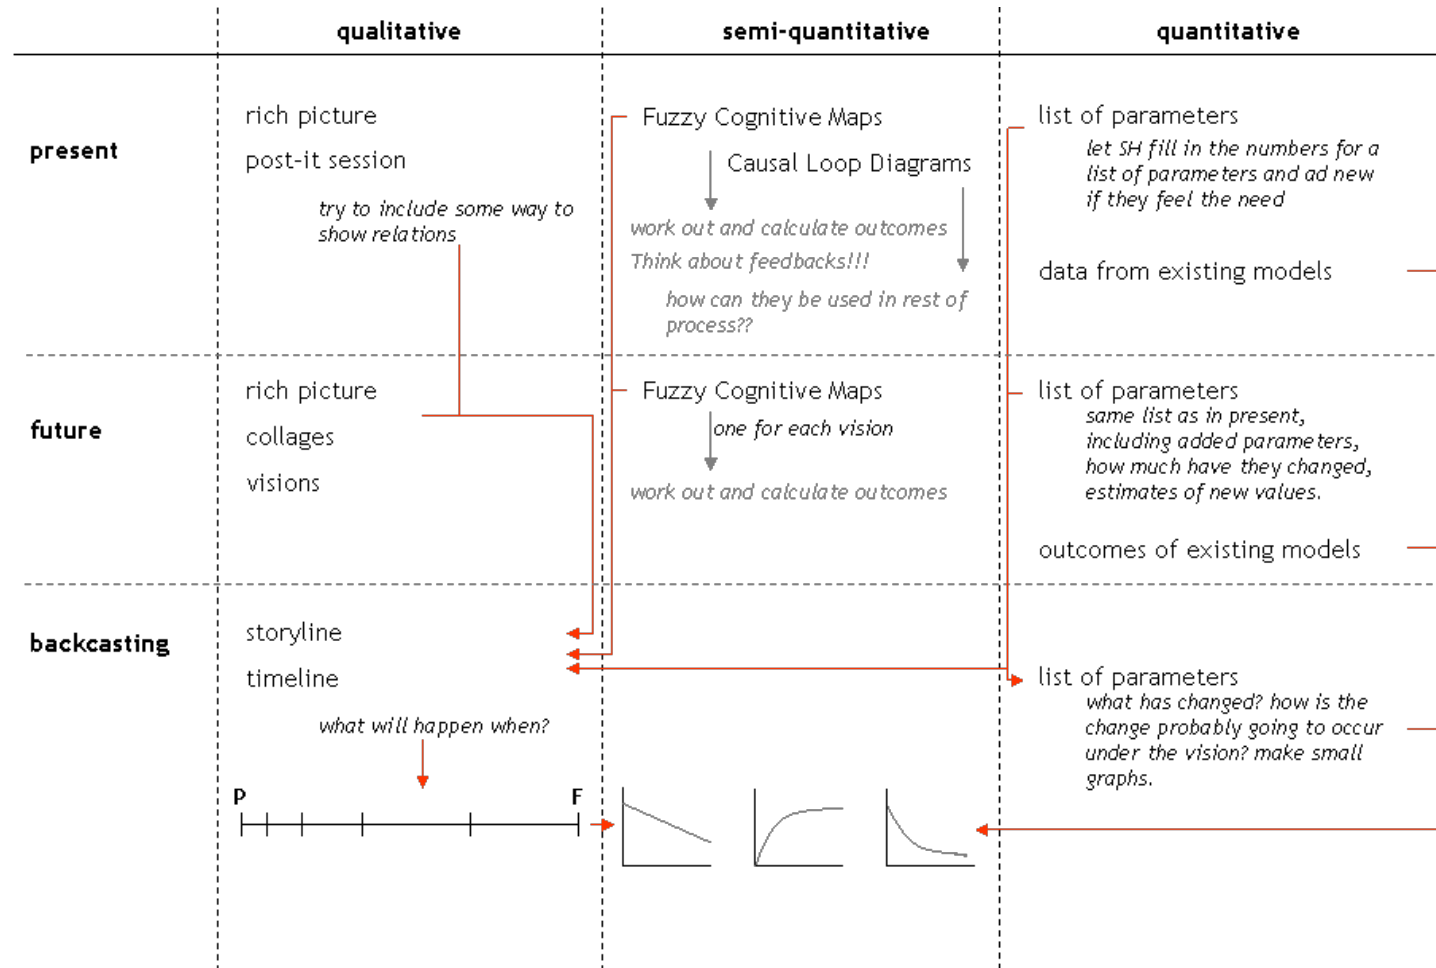 qualitative
semi-quantitative
quantitative
present
rich picture
post-it session
try to include some way to
show relations
Fuzzy Cognitive Maps
Causal Loop Diagrams
work out and calculate outcomes
Think about feedbacks!!!
how can they be used in rest of
process??
list of parameters
let SH fill in the numbers for a
list of parameters and ad new
if they feel the need
data from existing models
future
rich picture
collages
visions
Fuzzy Cognitive Maps
one for each vision
work out and calculate outcomes
list of parameters
same list as in present,
including added parameters,
how much have they changed,
estimates of new values.
outcomes of existing models
backcasting
storyline
timeline
what will happen when?
P
F
list of parameters
what has changed? how is the
change probably going to occur
under the vision? make small
graphs.